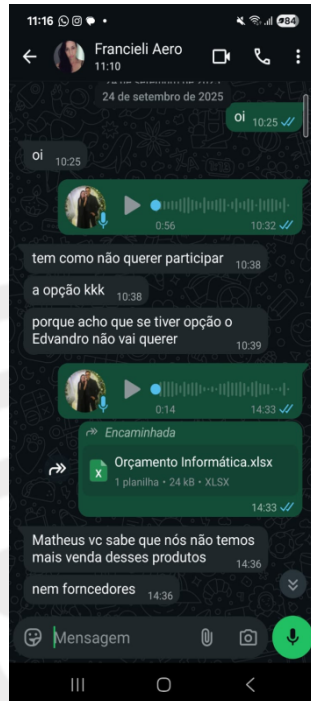 11:16
84
Francieli Aero
11:10
24 de setembro de 2025
oi 10:25
oi 10:25
0:56 10:32
tem como não querer participar 10:38
a opção kkk 10:38
porque acho que se tiver opção o
Edvandro não vai querer 10:39
0:14 14:33
Encaminhada
Orçamento Informática.xlsx
X
1 planilha • 24 kB • XLSX
14:33
Matheus vc sabe que nós não temos
mais venda desses produtos 14:36
nem forncedores 14:36
Mensagem